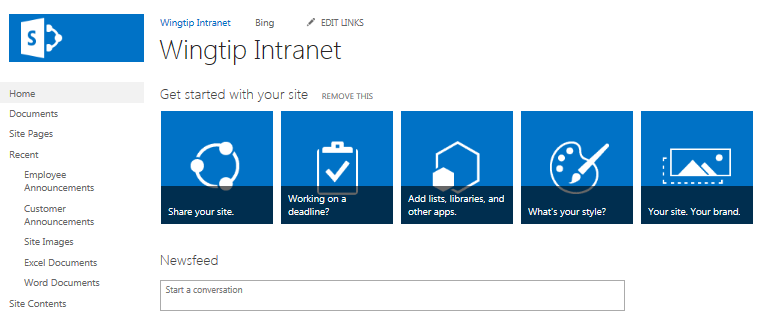 S
Wingtip Intranet Bing EDIT LINKS
Wingtip Intranet
Home
Documents
Site Pages
Recent
Employee
Announcements
Customer
Announcements
Site Images
Excel Documents
Word Documents
Site Contents
Get started with your site REMOVE THIS
Share your site.
Working on a
deadline?
Add lists, libraries, and
other apps.
What's your style?
Your site. Your brand.
Newsfeed
Start a conversation